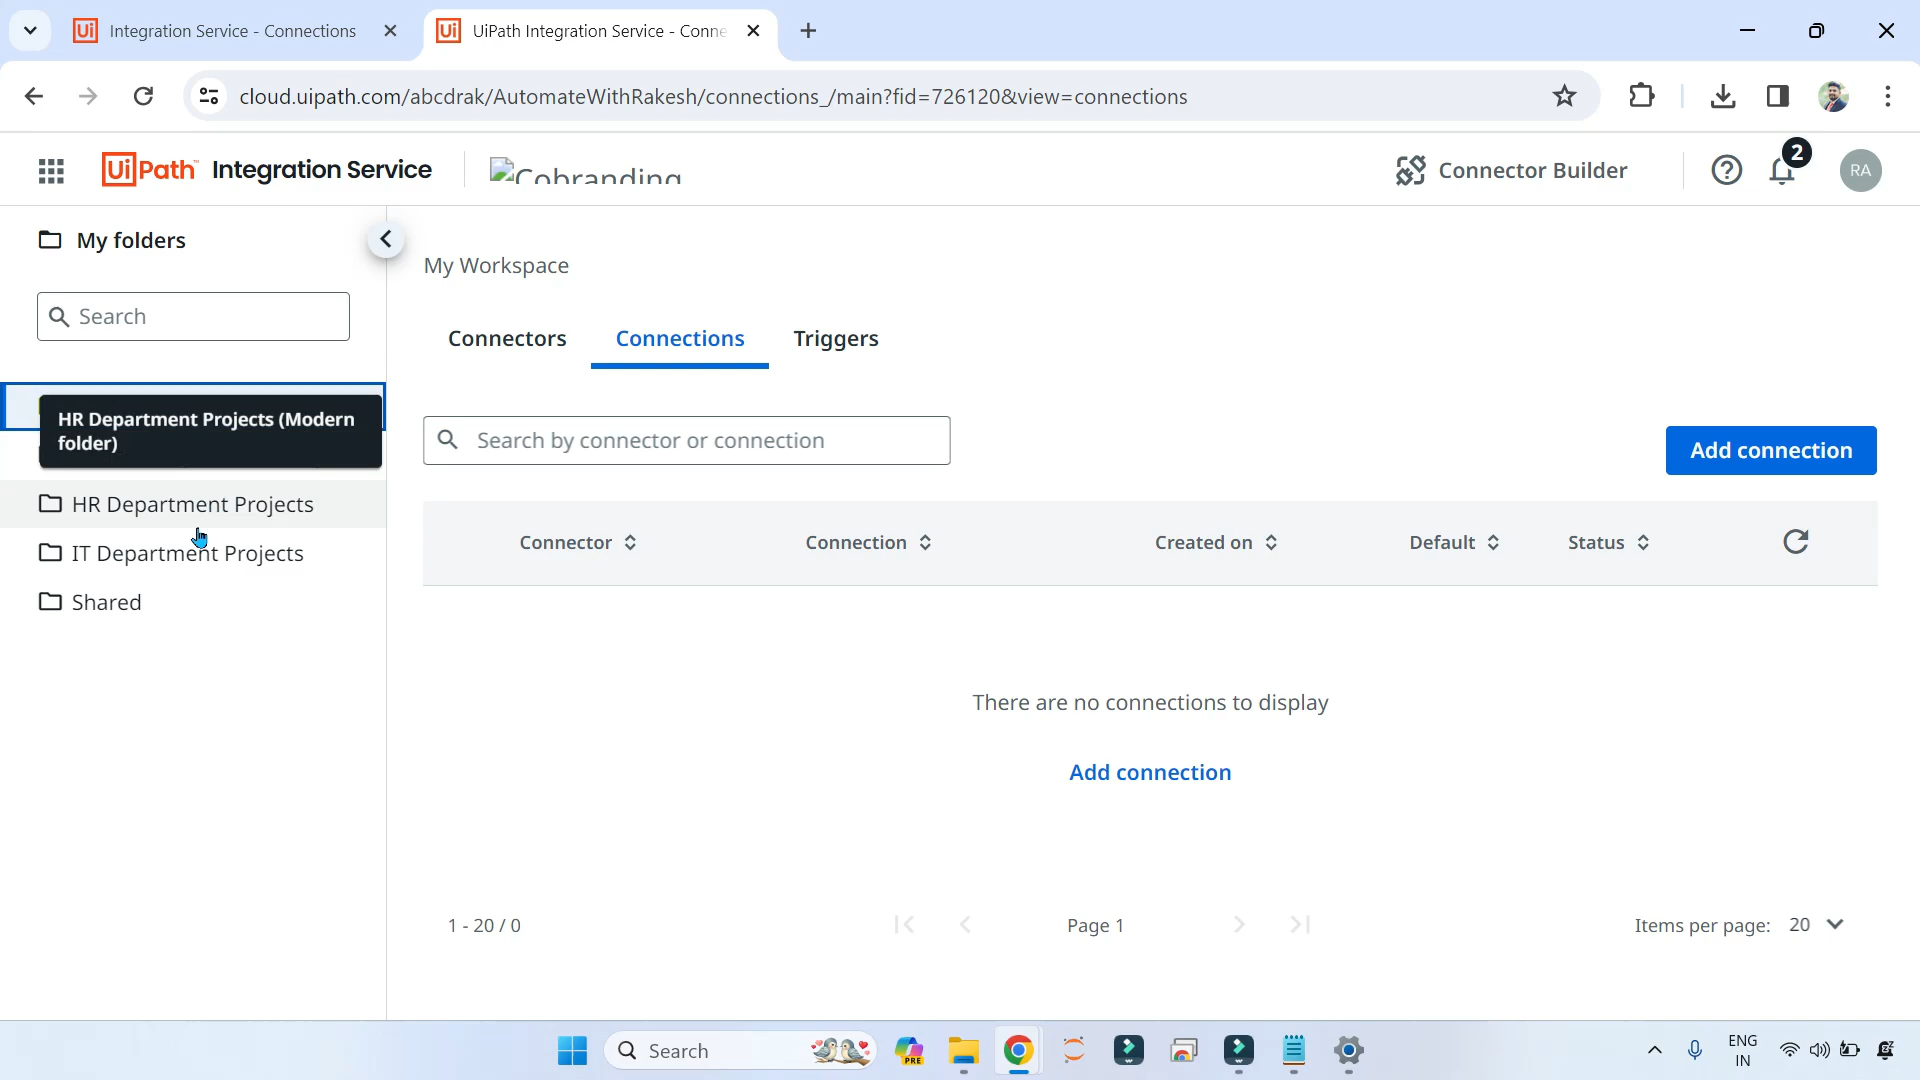 Integration Service - Connections
UiPath Integration Service - Conne
cloud.uipath.com/abcdrak/AutomateWithRakesh/connections_/main?fid=726120&view=connections
UiPath™ Integration Service
Cobranding
Connector Builder
2
RA
My folders
Search
HR Department Projects (Modern
folder)
HR Department Projects
IT Department Projects
Shared
My Workspace
Connectors
Connections
Triggers
Search by connector or connection
Add connection
Connector
Connection
Created on
Default
Status
There are no connections to display
Add connection
1 - 20 / 0
Page 1
Items per page: 20
Search
PRE
ENG
IN